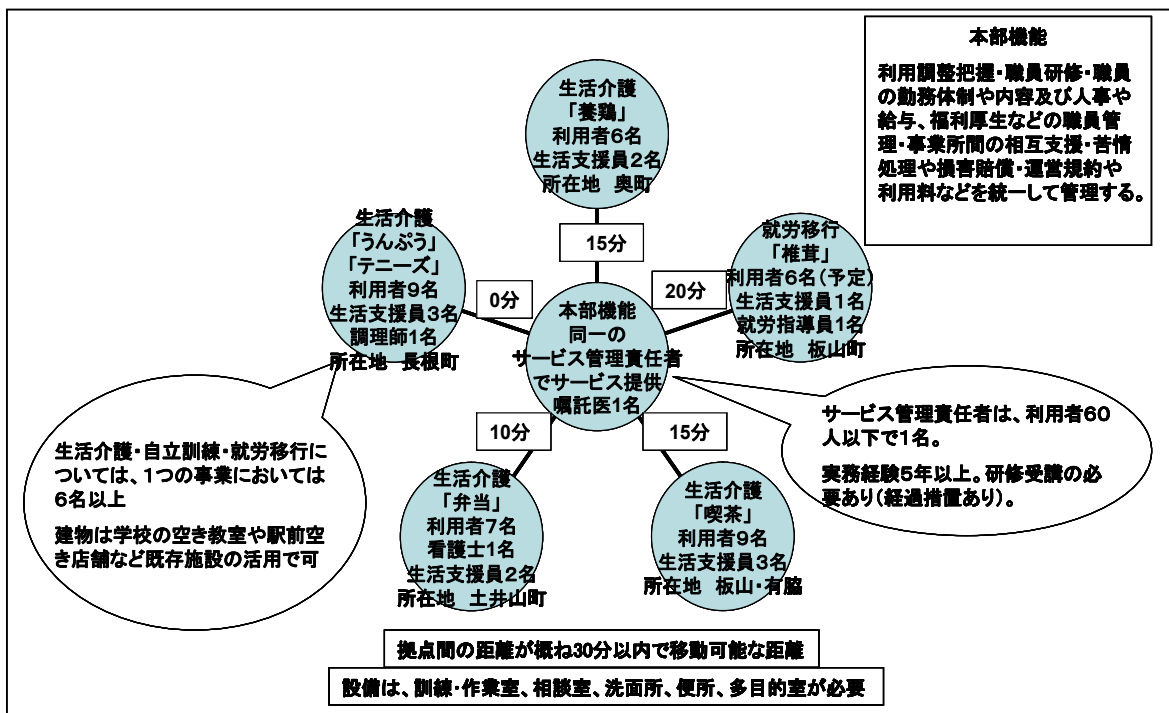 本部機能
利用調整把握・職員研修・職員
の勤務体制や内容及び人事や
給与、福利厚生などの職員管
理・事業所間の相互支援・苦情
処理や損害賠償・運営規約や
利用料などを統一して管理する。
生活介護
「養鶏」
利用者6名
生活支援員2名
所在地 奥町
15分
生活介護
「うんぷう」
「テニーズ」
利用者9名
生活支援員3名
調理師1名
所在地 長根町
0分
20分
就労移行
「椎茸」
利用者6名(予定)
生活支援員1名
就労指導員1名
所在地 板山町
本部機能
同一の
サービス管理責任者
でサービス提供
嘱託医1名
生活介護・自立訓練・就労移行に
ついては、1つの事業においては
6名以上
建物は学校の空き教室や駅前空
き店舗など既存施設の活用で可
サービス管理責任者は、利用者60
人以下で1名。
実務経験5年以上。研修受講の必
要あり(経過措置あり)。
10分
15分
生活介護
「弁当」
利用者7名
看護士1名
生活支援員2名
所在地 土井山町
生活介護
「喫茶」
利用者9名
生活支援員3名
所在地 板山・有脇
拠点間の距離が概ね30分以内で移動可能な距離
設備は、訓練・作業室、相談室、洗面所、便所、多目的室が必要